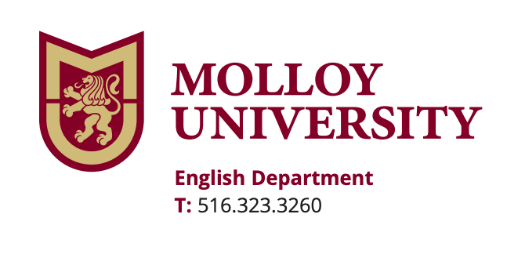 MOLLOY
UNIVERSITY
English Department
T: 516.323.3260